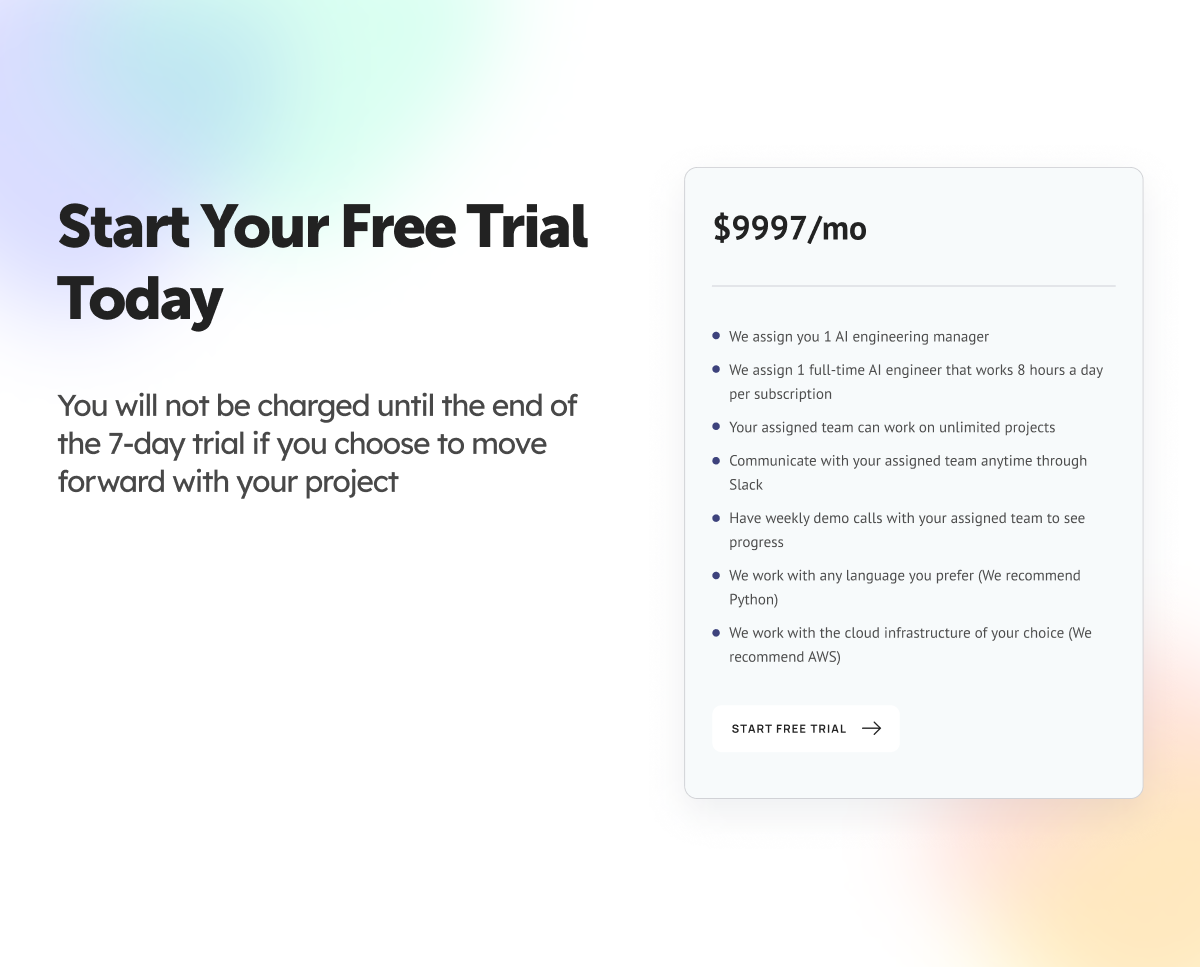 Start Your Free Trial
Today
You will not be charged until the end of
the 7-day trial if you choose to move
forward with your project
$9997/mo
We assign you 1 AI engineering manager
We assign 1 full-time AI engineer that works 8 hours a day
per subscription
Your assigned team can work on unlimited projects
Communicate with your assigned team anytime through
Slack
Have weekly demo calls with your assigned team to see
progress
We work with any language you prefer (We recommend
Python)
We work with the cloud infrastructure of your choice (We
recommend AWS)
START FREE TRIAL